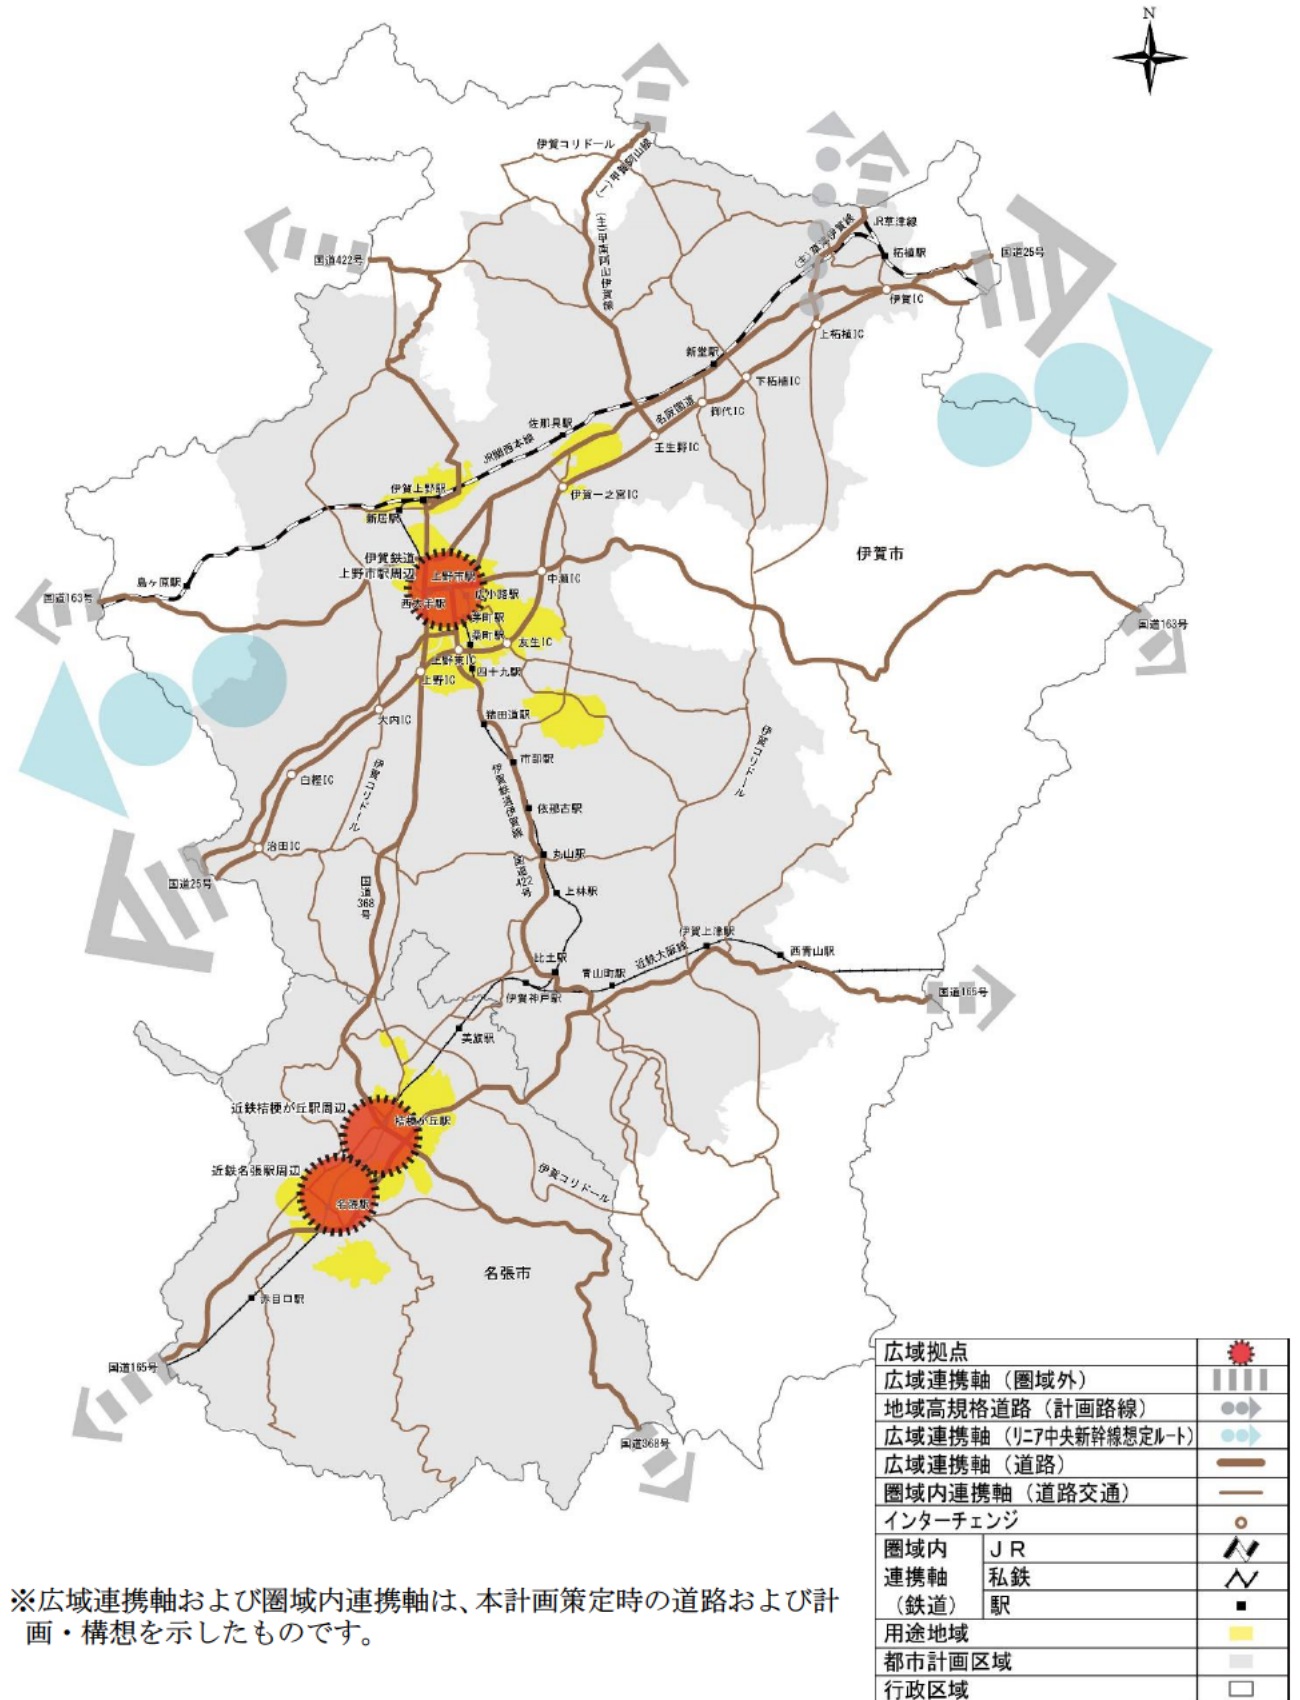 N
伊賀コリドール
(一)甲賀阿山線
(主)甲南阿山伊賀線
(主)草津伊賀線
JR草津線
柘植駅
国道25号
国道422号
伊賀IC
上柘植IC
新堂駅
下柘植IC
名阪国道
御代IC
佐那具駅
壬生野IC
JR関西本線
伊賀上野駅
伊賀一之宮IC
新居駅
伊賀市
伊賀鉄道
上野市駅周辺
上野市駅
中瀬IC
島ヶ原駅
国道163号
西大手駅
広小路駅
茅町駅
国道163号
桑町駅
友生IC
上野東IC
四十九駅
上野IC
大内IC
猪田道駅
伊賀コリドール
市部駅
白樫IC
伊賀コリドール
伊賀鉄道伊賀線
依那古駅
治田IC
丸山駅
国道25号
国道368号
国道422号
上林駅
伊賀上津駅
近鉄大阪線
西青山駅
比土駅
青山町駅
伊賀神戸駅
国道165号
美旗駅
近鉄桔梗が丘駅周辺
桔梗が丘駅
近鉄名張駅周辺
伊賀コリドール
名張駅
名張市
赤目口駅
国道165号
国道368号
広域拠点
広域連携軸（圏域外）
地域高規格道路（計画路線）
広域連携軸（リニア中央新幹線想定ルート）
広域連携軸（道路）
圏域内連携軸（道路交通）
インターチェンジ
圏域内 ＪＲ
連携軸 私鉄
（鉄道） 駅
用途地域
都市計画区域
行政区域
※広域連携軸および圏域内連携軸は、本計画策定時の道路および計
画・構想を示したものです。